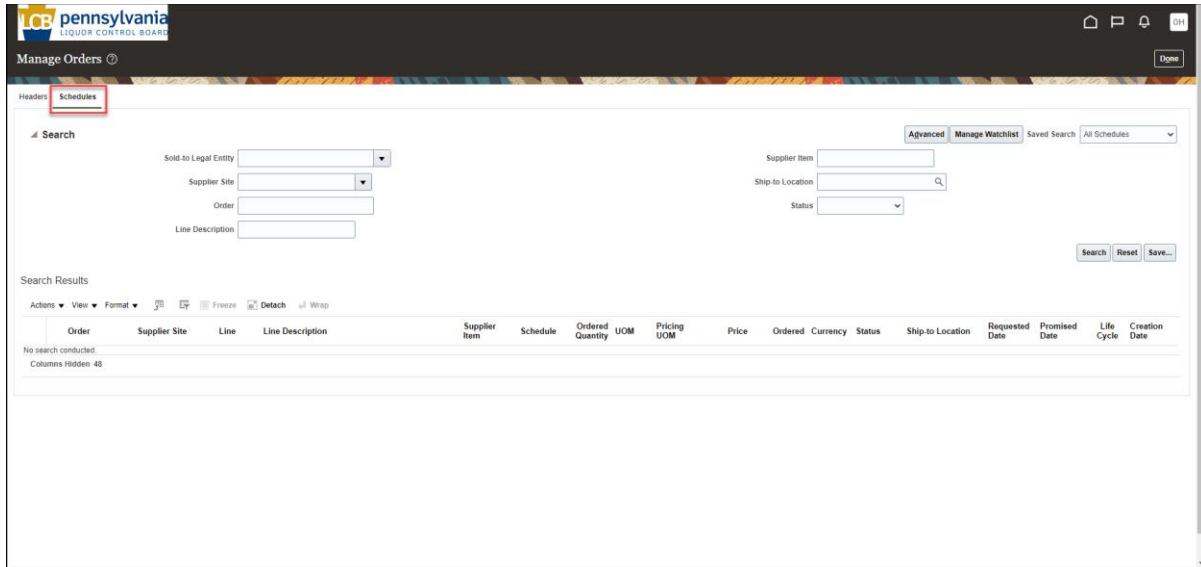 LCB pennsylvania
LIQUOR CONTROL BOARD
OH
Manage Orders
Done
Headers Schedules
Search
Advanced Manage Watchlist Saved Search All Schedules
Sold-to Legal Entity
Supplier Item
Supplier Site
Ship-to Location
Order
Status
Line Description
Search Reset Save...
Search Results
Actions View Format Freeze Detach Wrap
Order Supplier Site Line Line Description Supplier Item Schedule Ordered Quantity UOM Pricing UOM Price Ordered Currency Status Ship-to Location Requested Date Promised Date Life Cycle Creation Date
No search conducted
Columns Hidden 48